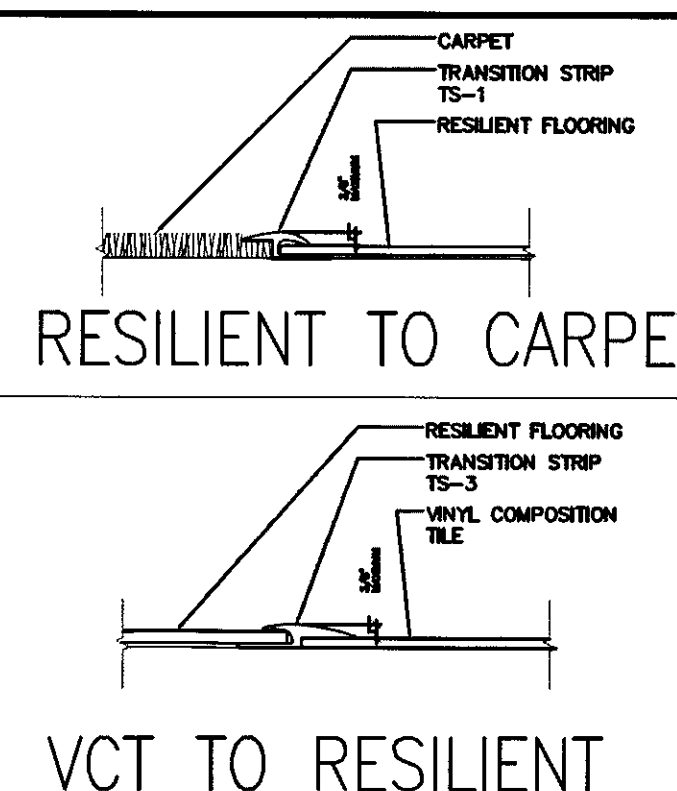 CARPET
TRANSITION STRIP
TS-1
RESILIENT FLOORING
RESILIENT TO CARPE
RESILIENT FLOORING
TRANSITION STRIP
TS-3
VINYL COMPOSITION
TILE
VCT TO RESILIENT